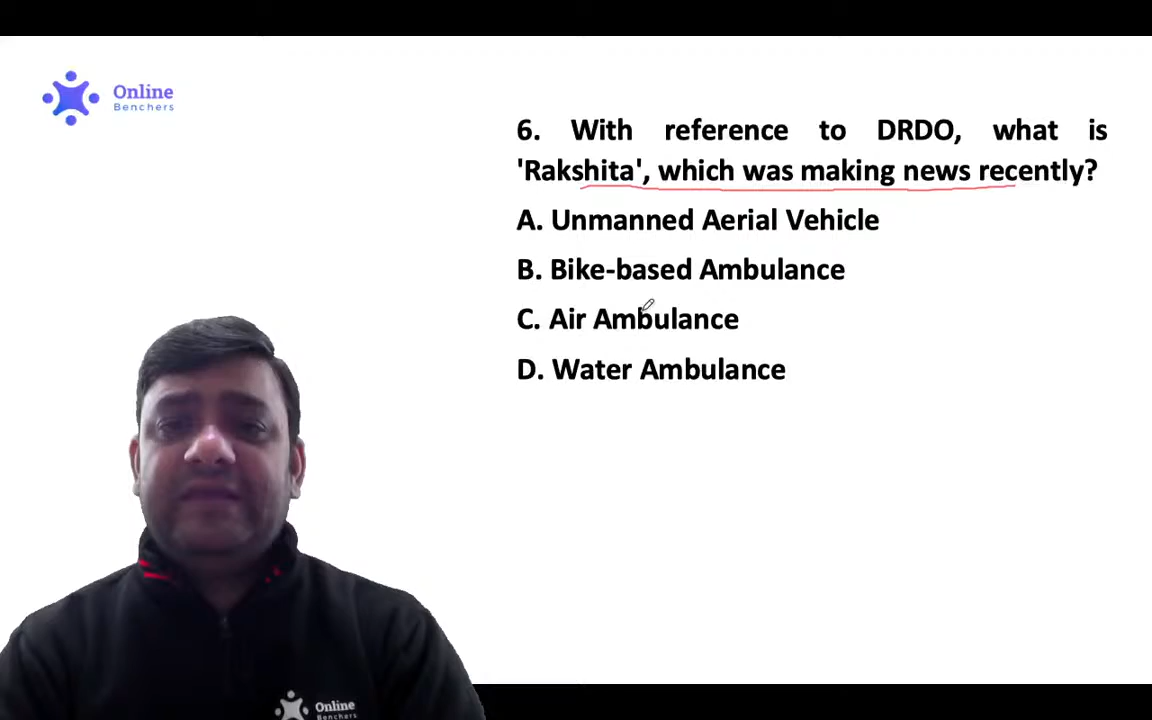 Online
Benchers
6. With reference to DRDO, what is
'Rakshita', which was making news recently?
A. Unmanned Aerial Vehicle
B. Bike-based Ambulance
C. Air Ambulance
D. Water Ambulance
Online
Benchers